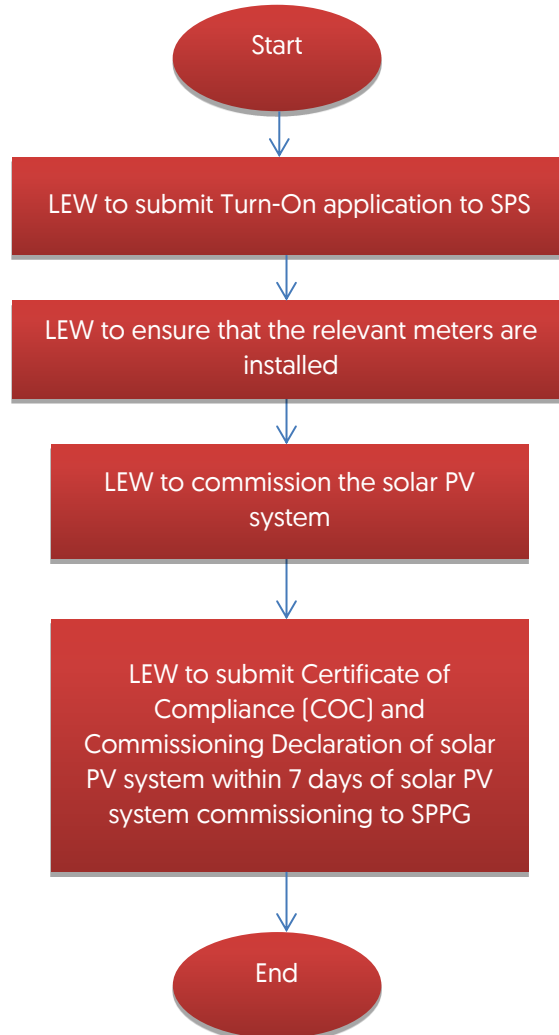 Start
LEW to submit Turn-On application to SPS
LEW to ensure that the relevant meters are
installed
LEW to commission the solar PV
system
LEW to submit Certificate of
Compliance (COC) and
Commissioning Declaration of solar
PV system within 7 days of solar PV
system commissioning to SPPG
End